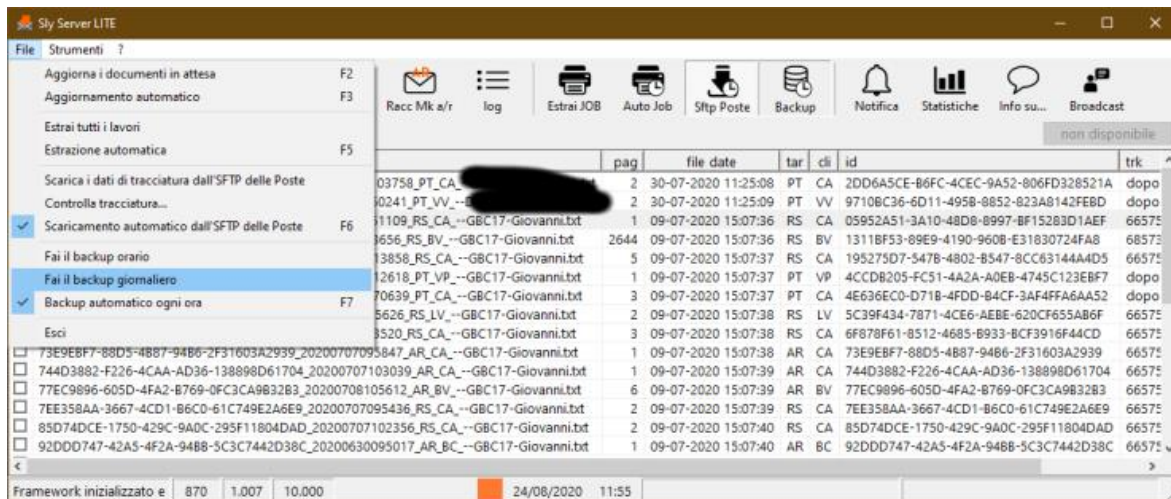 Sly Server LITE
File Strumenti ?
Aggiorna i documenti in attesa F2
Aggiornamento automatico F3
Estrai tutti i lavori
Estrazione automatica F5
Scarica i dati di tracciatura dall'SFTP delle Poste
Controlla tracciatura...
Scaricamento automatico dall'SFTP delle Poste F6
Fai il backup orario
Fai il backup giornaliero
Backup automatico ogni ora F7
Esci
Racc Mk a/r log Estrai JOB Auto Job Sftp Poste Backup Notifica Statistiche Info su... Broadcast
non disponibile
pag file date tar cli id trk
03758_PT_CA_ .txt 2 30-07-2020 11:25:08 PT CA 2DD6A5CE-B6FC-4CEC-9A52-806FD328521A dopo
0241_PT_VV_-- 2 30-07-2020 11:25:09 PT VV 9710BC36-6D11-495B-8852-823A8142FEBD dopo
1109_RS_CA_--GBC17-Giovanni.txt 1 09-07-2020 15:07:36 RS CA 05952A51-3A10-48D8-8997-BF15283D1AEF 66575
656_RS_BV_--GBC17-Giovanni.txt 2644 09-07-2020 15:07:36 RS BV 1311BF53-89E9-4190-960B-E31830724FA8 68573
13858_RS_CA_--GBC17-Giovanni.txt 5 09-07-2020 15:07:37 RS CA 195275D7-547B-4802-B547-8CC63144A4D5 66575
12618_PT_VP_--GBC17-Giovanni.txt 1 09-07-2020 15:07:37 PT VP 4CCDB205-FC51-4A2A-A0EB-4745C123EBF7 dopo
70639_PT_CA_--GBC17-Giovanni.txt 3 09-07-2020 15:07:37 PT CA 4E636EC0-D71B-4FDD-B4CF-3AF4FFA6AA52 dopo
5626_RS_LV_--GBC17-Giovanni.txt 2 09-07-2020 15:07:38 RS LV 5C39F434-7871-4CE6-AEBE-620CF655AB6F 66575
3520_RS_CA_--GBC17-Giovanni.txt 3 09-07-2020 15:07:38 RS CA 6F878F61-8512-4685-B933-BCF3916F44CD 66575
73E9EBF7-88D5-4B87-94B6-2F31603A2939_20200707095847_AR_CA_--GBC17-Giovanni.txt 1 09-07-2020 15:07:38 AR CA 73E9EBF7-88D5-4B87-94B6-2F31603A2939 66575
744D3882-F226-4CAA-AD36-138898D61704_20200707103039_AR_CA_--GBC17-Giovanni.txt 1 09-07-2020 15:07:39 AR CA 744D3882-F226-4CAA-AD36-138898D61704 66575
77EC9896-605D-4FA2-B769-0FC3CA9B32B3_20200708105612_AR_BV_--GBC17-Giovanni.txt 6 09-07-2020 15:07:39 AR BV 77EC9896-605D-4FA2-B769-0FC3CA9B32B3 66575
7EE358AA-3667-4CD1-B6C0-61C749E2A6E9_20200707095436_RS_CA_--GBC17-Giovanni.txt 2 09-07-2020 15:07:39 RS CA 7EE358AA-3667-4CD1-B6C0-61C749E2A6E9 66575
85D74DCE-1750-429C-9A0C-295F11804DAD_20200707102356_RS_CA_--GBC17-Giovanni.txt 2 09-07-2020 15:07:40 RS CA 85D74DCE-1750-429C-9A0C-295F11804DAD 66575
92DDD747-42A5-4F2A-94BB-5C3C7442D38C_20200630095017_AR_BC_--GBC17-Giovanni.txt 1 09-07-2020 15:07:40 AR BC 92DDD747-42A5-4F2A-94BB-5C3C7442D38C 66575
Framework inizializzato e 870 1.007 10.000 24/08/2020 11:55